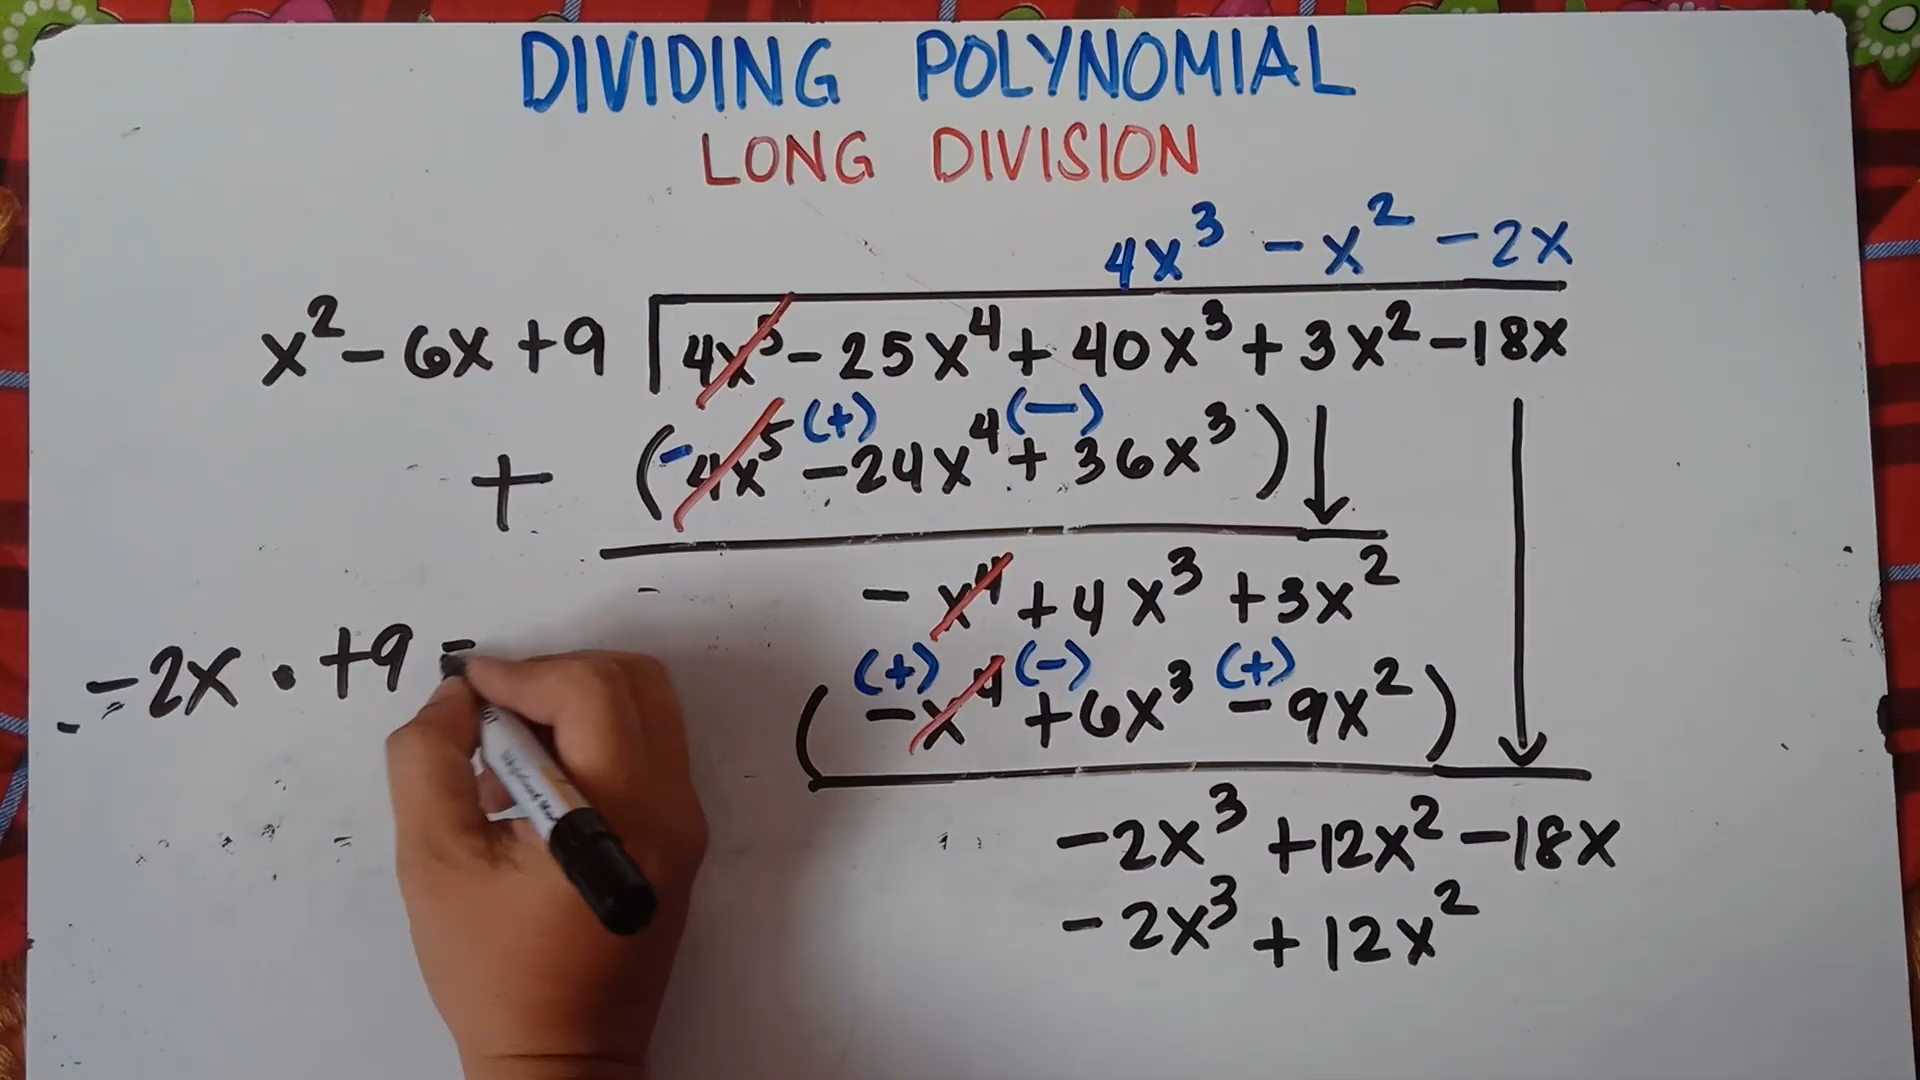 DIVIDING POLYNOMIAL
LONG DIVISION
4x³ - x² - 2x
x² - 6x + 9 4x⁵ - 25x⁴ + 40x³ + 3x² - 18x
(+) (-)
+ (- 4x⁵ - 24x⁴ + 36x³ )
- x⁴ + 4x³ + 3x²
(+) (-) (+)
( - x⁴ + 6x³ - 9x² )
-2x · +9 =
-2x³ + 12x² - 18x
-2x³ + 12x²